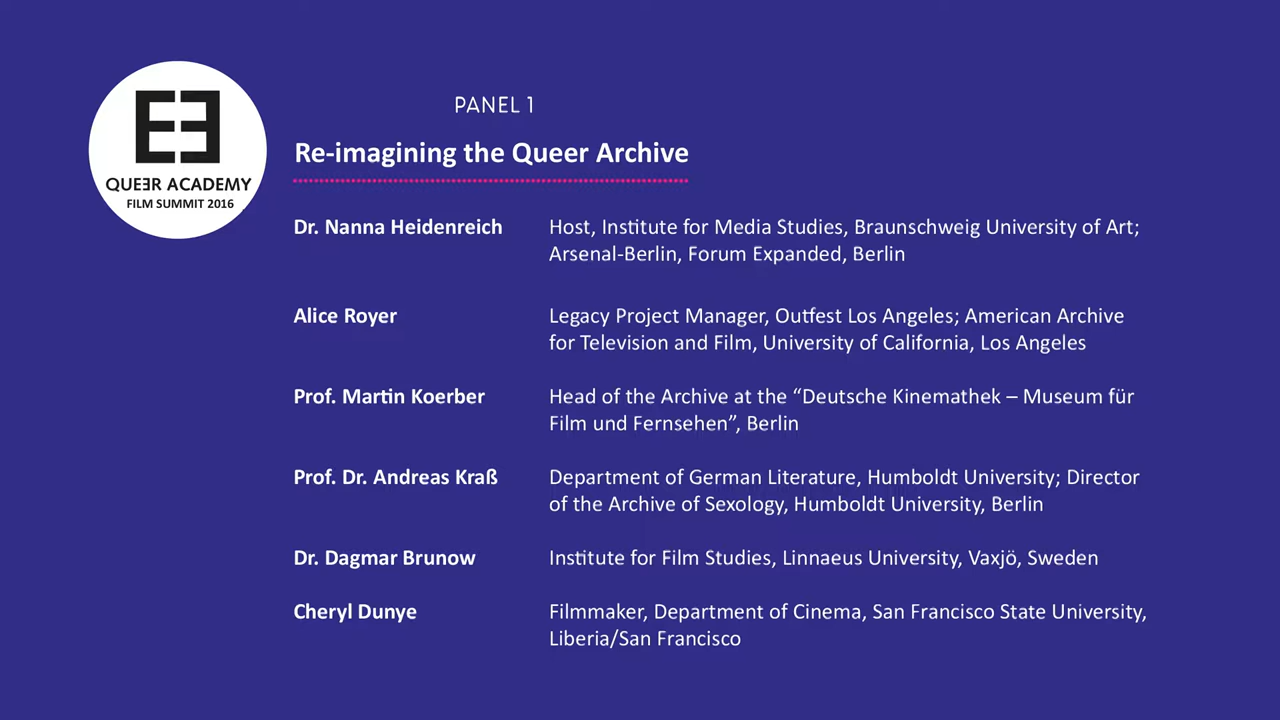 QUEƎR ACADEMY
FILM SUMMIT 2016
PANEL 1
Re-imagining the Queer Archive
Dr. Nanna Heidenreich
Host, Institute for Media Studies, Braunschweig University of Art;
Arsenal-Berlin, Forum Expanded, Berlin
Alice Royer
Legacy Project Manager, Outfest Los Angeles; American Archive
for Television and Film, University of California, Los Angeles
Prof. Martin Koerber
Head of the Archive at the “Deutsche Kinemathek – Museum für
Film und Fernsehen”, Berlin
Prof. Dr. Andreas Kraß
Department of German Literature, Humboldt University; Director
of the Archive of Sexology, Humboldt University, Berlin
Dr. Dagmar Brunow
Institute for Film Studies, Linnaeus University, Vaxjö, Sweden
Cheryl Dunye
Filmmaker, Department of Cinema, San Francisco State University,
Liberia/San Francisco